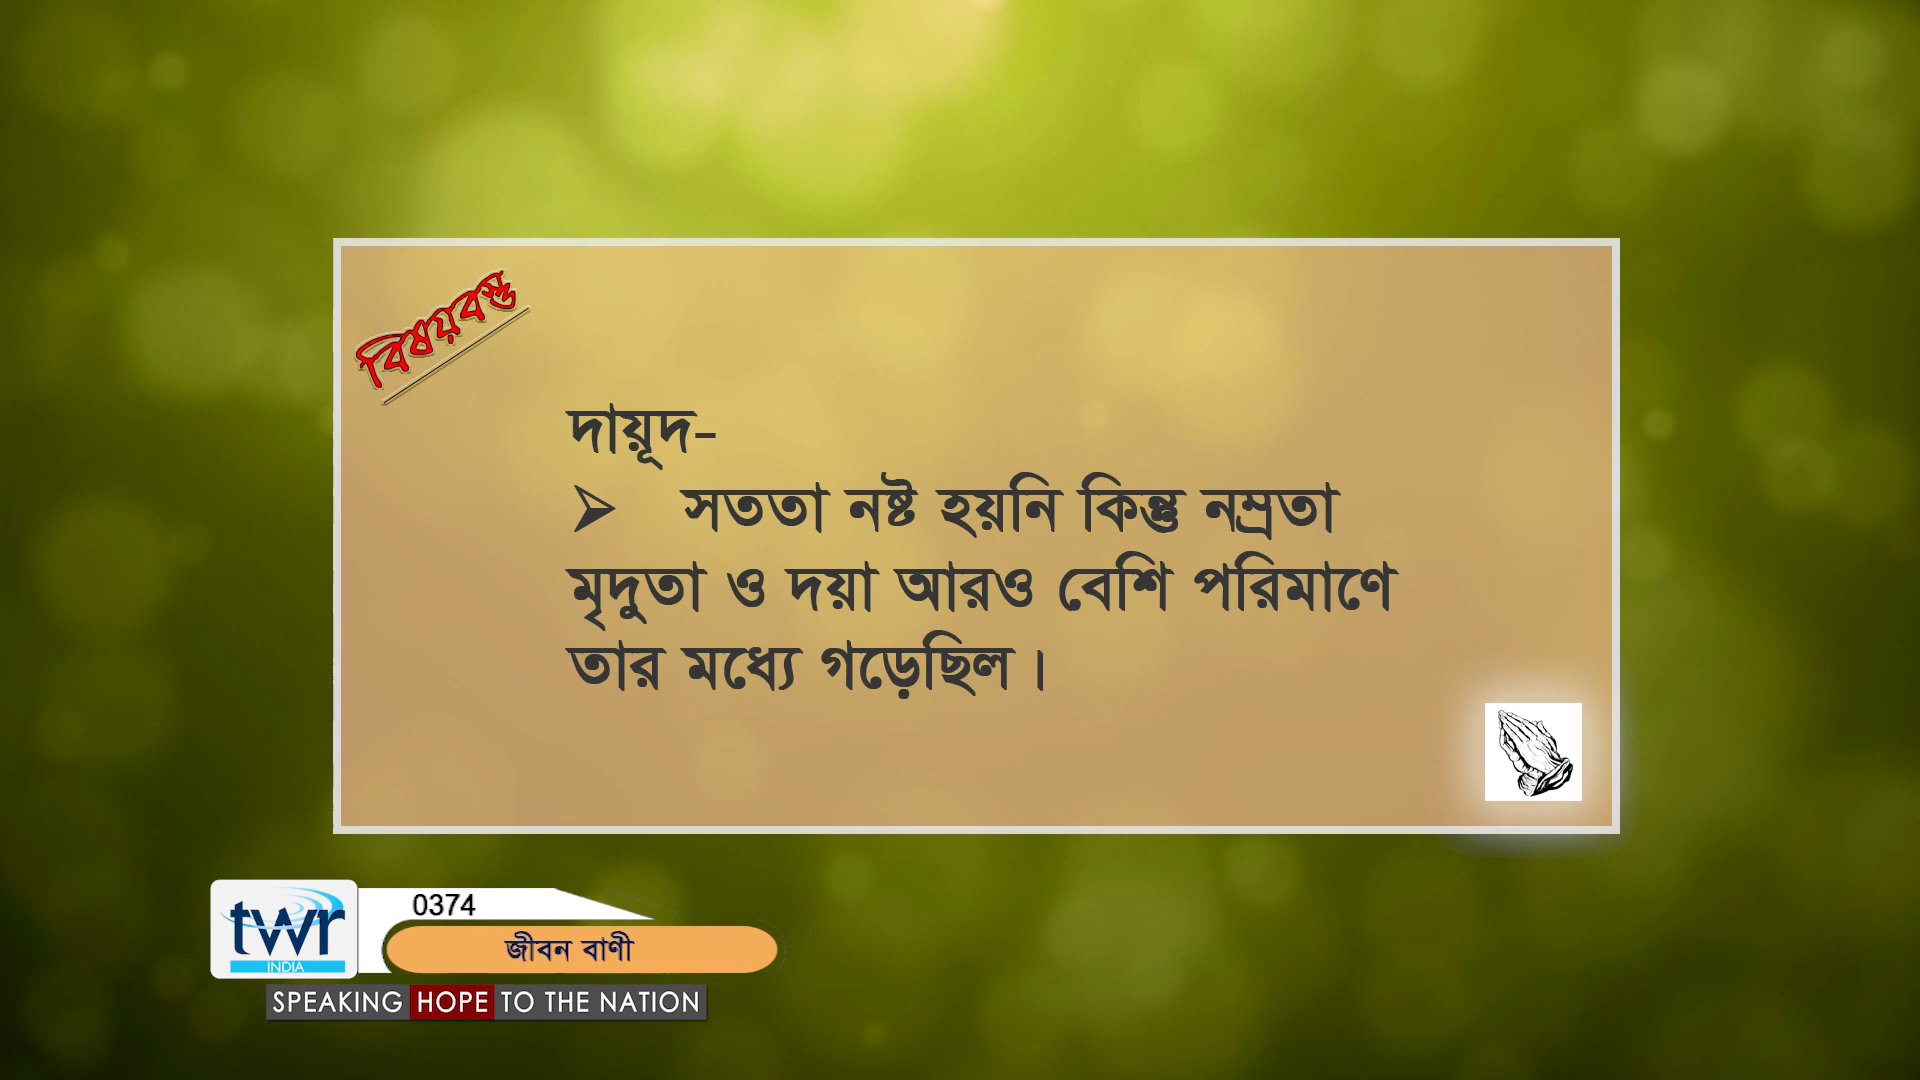 বিষয়বস্তু
দায়ূদ-
➢ সততা নষ্ট হয়নি কিন্তু নম্রতা
মৃদুতা ও দয়া আরও বেশি পরিমাণে
তার মধ্যে গড়েছিল।
twr
INDIA
0374
জীবন বাণী
SPEAKING HOPE TO THE NATION